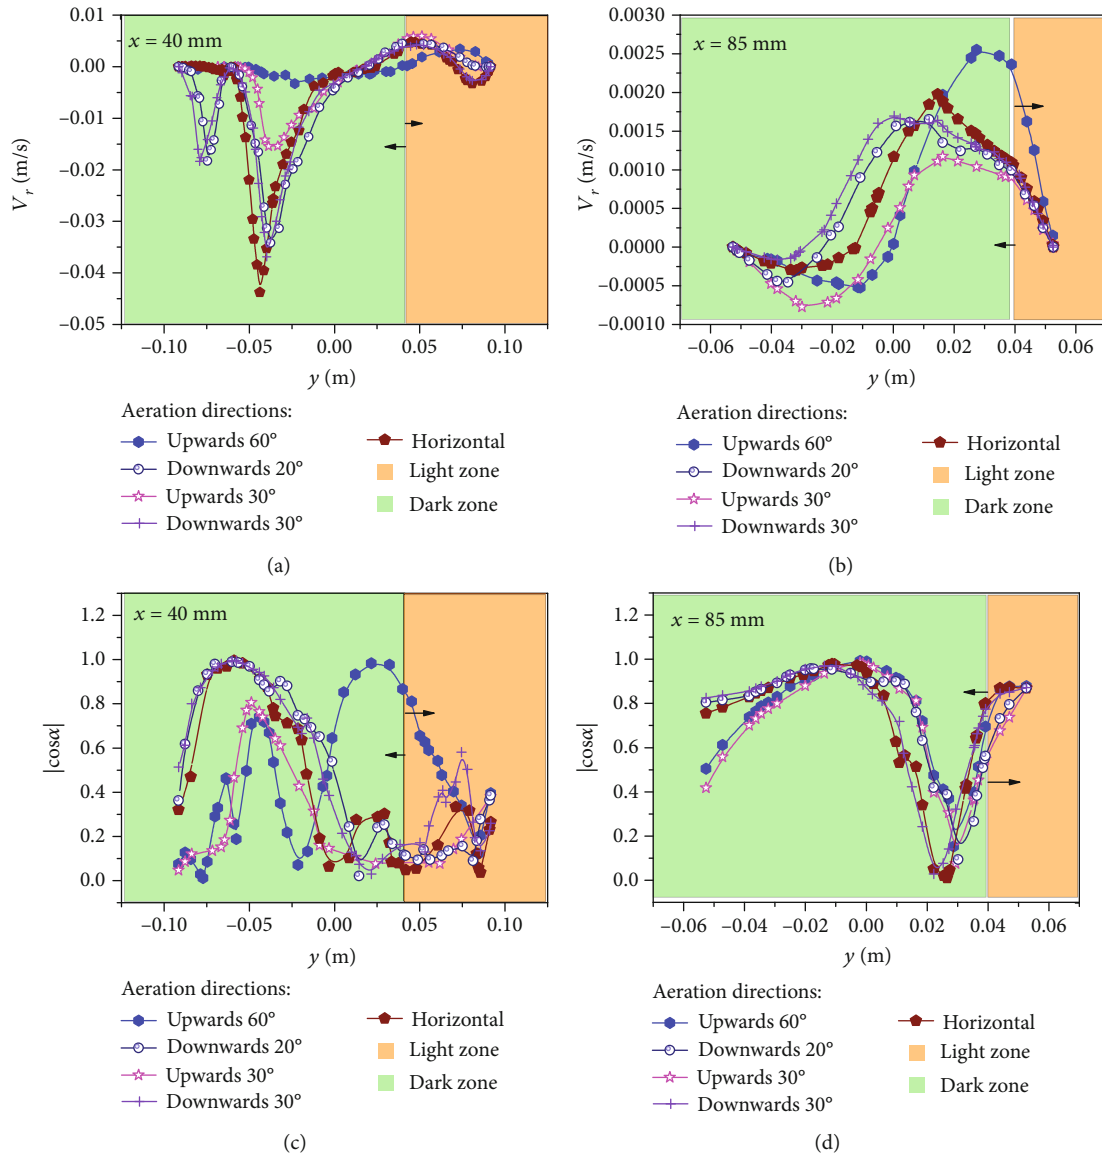 0.01
0.00
−0.01
−0.02
−0.03
−0.04
−0.05
V_r (m/s)
x = 40 mm
−0.10
−0.05
0.00
0.05
0.10
y (m)
Aeration directions:
Upwards 60°
Downwards 20°
Upwards 30°
Downwards 30°
Horizontal
Light zone
Dark zone
(a)
0.0030
0.0025
0.0020
0.0015
0.0010
0.0005
0.0000
−0.0005
−0.0010
V_r (m/s)
x = 85 mm
−0.06
−0.04
−0.02
0.00
0.02
0.04
0.06
y (m)
Aeration directions:
Upwards 60°
Downwards 20°
Upwards 30°
Downwards 30°
Horizontal
Light zone
Dark zone
(b)
1.2
1.0
0.8
0.6
0.4
0.2
0.0
|cosα|
x = 40 mm
−0.10
−0.05
0.00
0.05
0.10
y (m)
Aeration directions:
Upwards 60°
Downwards 20°
Upwards 30°
Downwards 30°
Horizontal
Light zone
Dark zone
(c)
1.2
1.0
0.8
0.6
0.4
0.2
0.0
|cosα|
x = 85 mm
−0.06
−0.04
−0.02
0.00
0.02
0.04
0.06
y (m)
Aeration directions:
Upwards 60°
Downwards 20°
Upwards 30°
Downwards 30°
Horizontal
Light zone
Dark zone
(d)